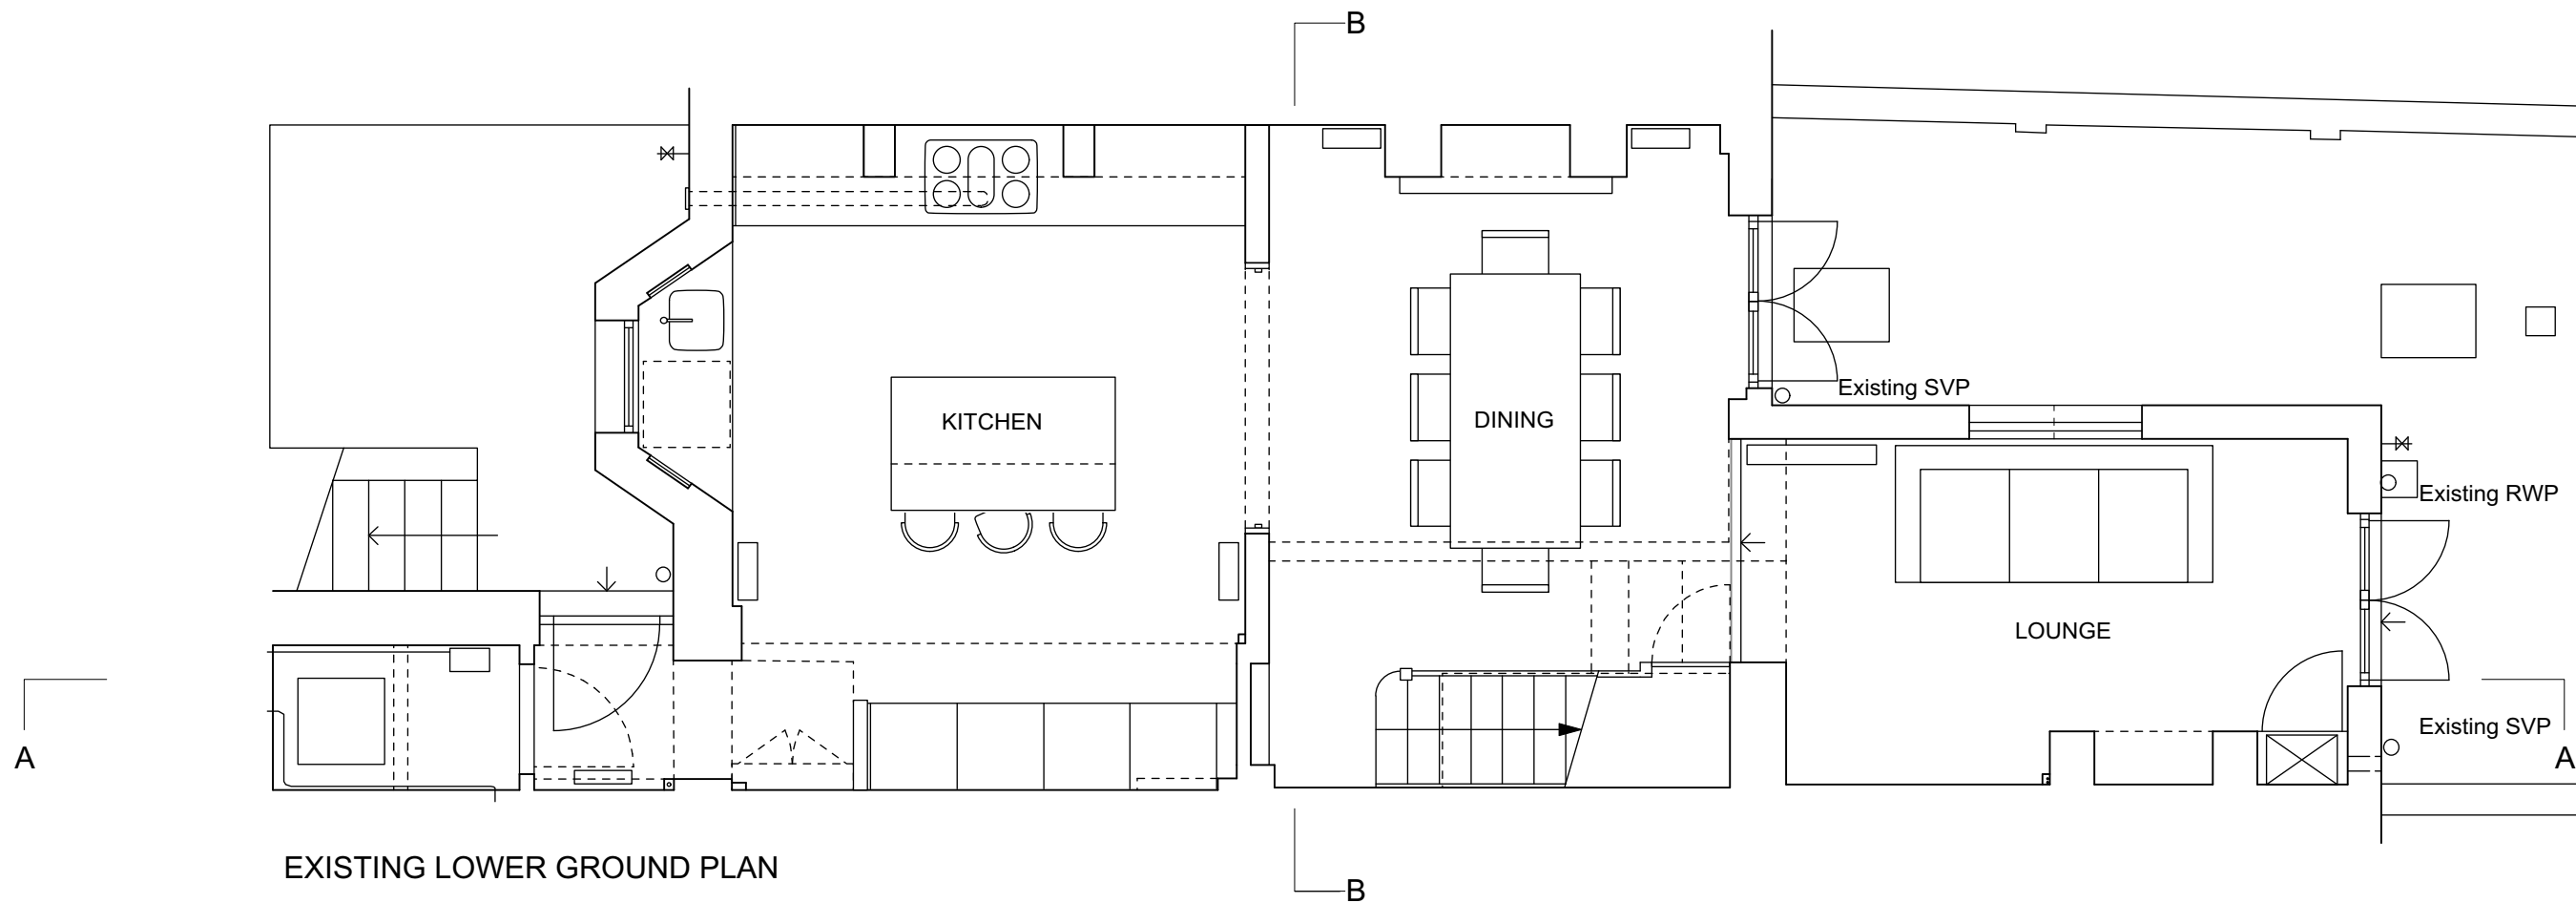 B
Existing SVP
KITCHEN
DINING
Existing RWP
LOUNGE
Existing SVP
A
A
EXISTING LOWER GROUND PLAN
B